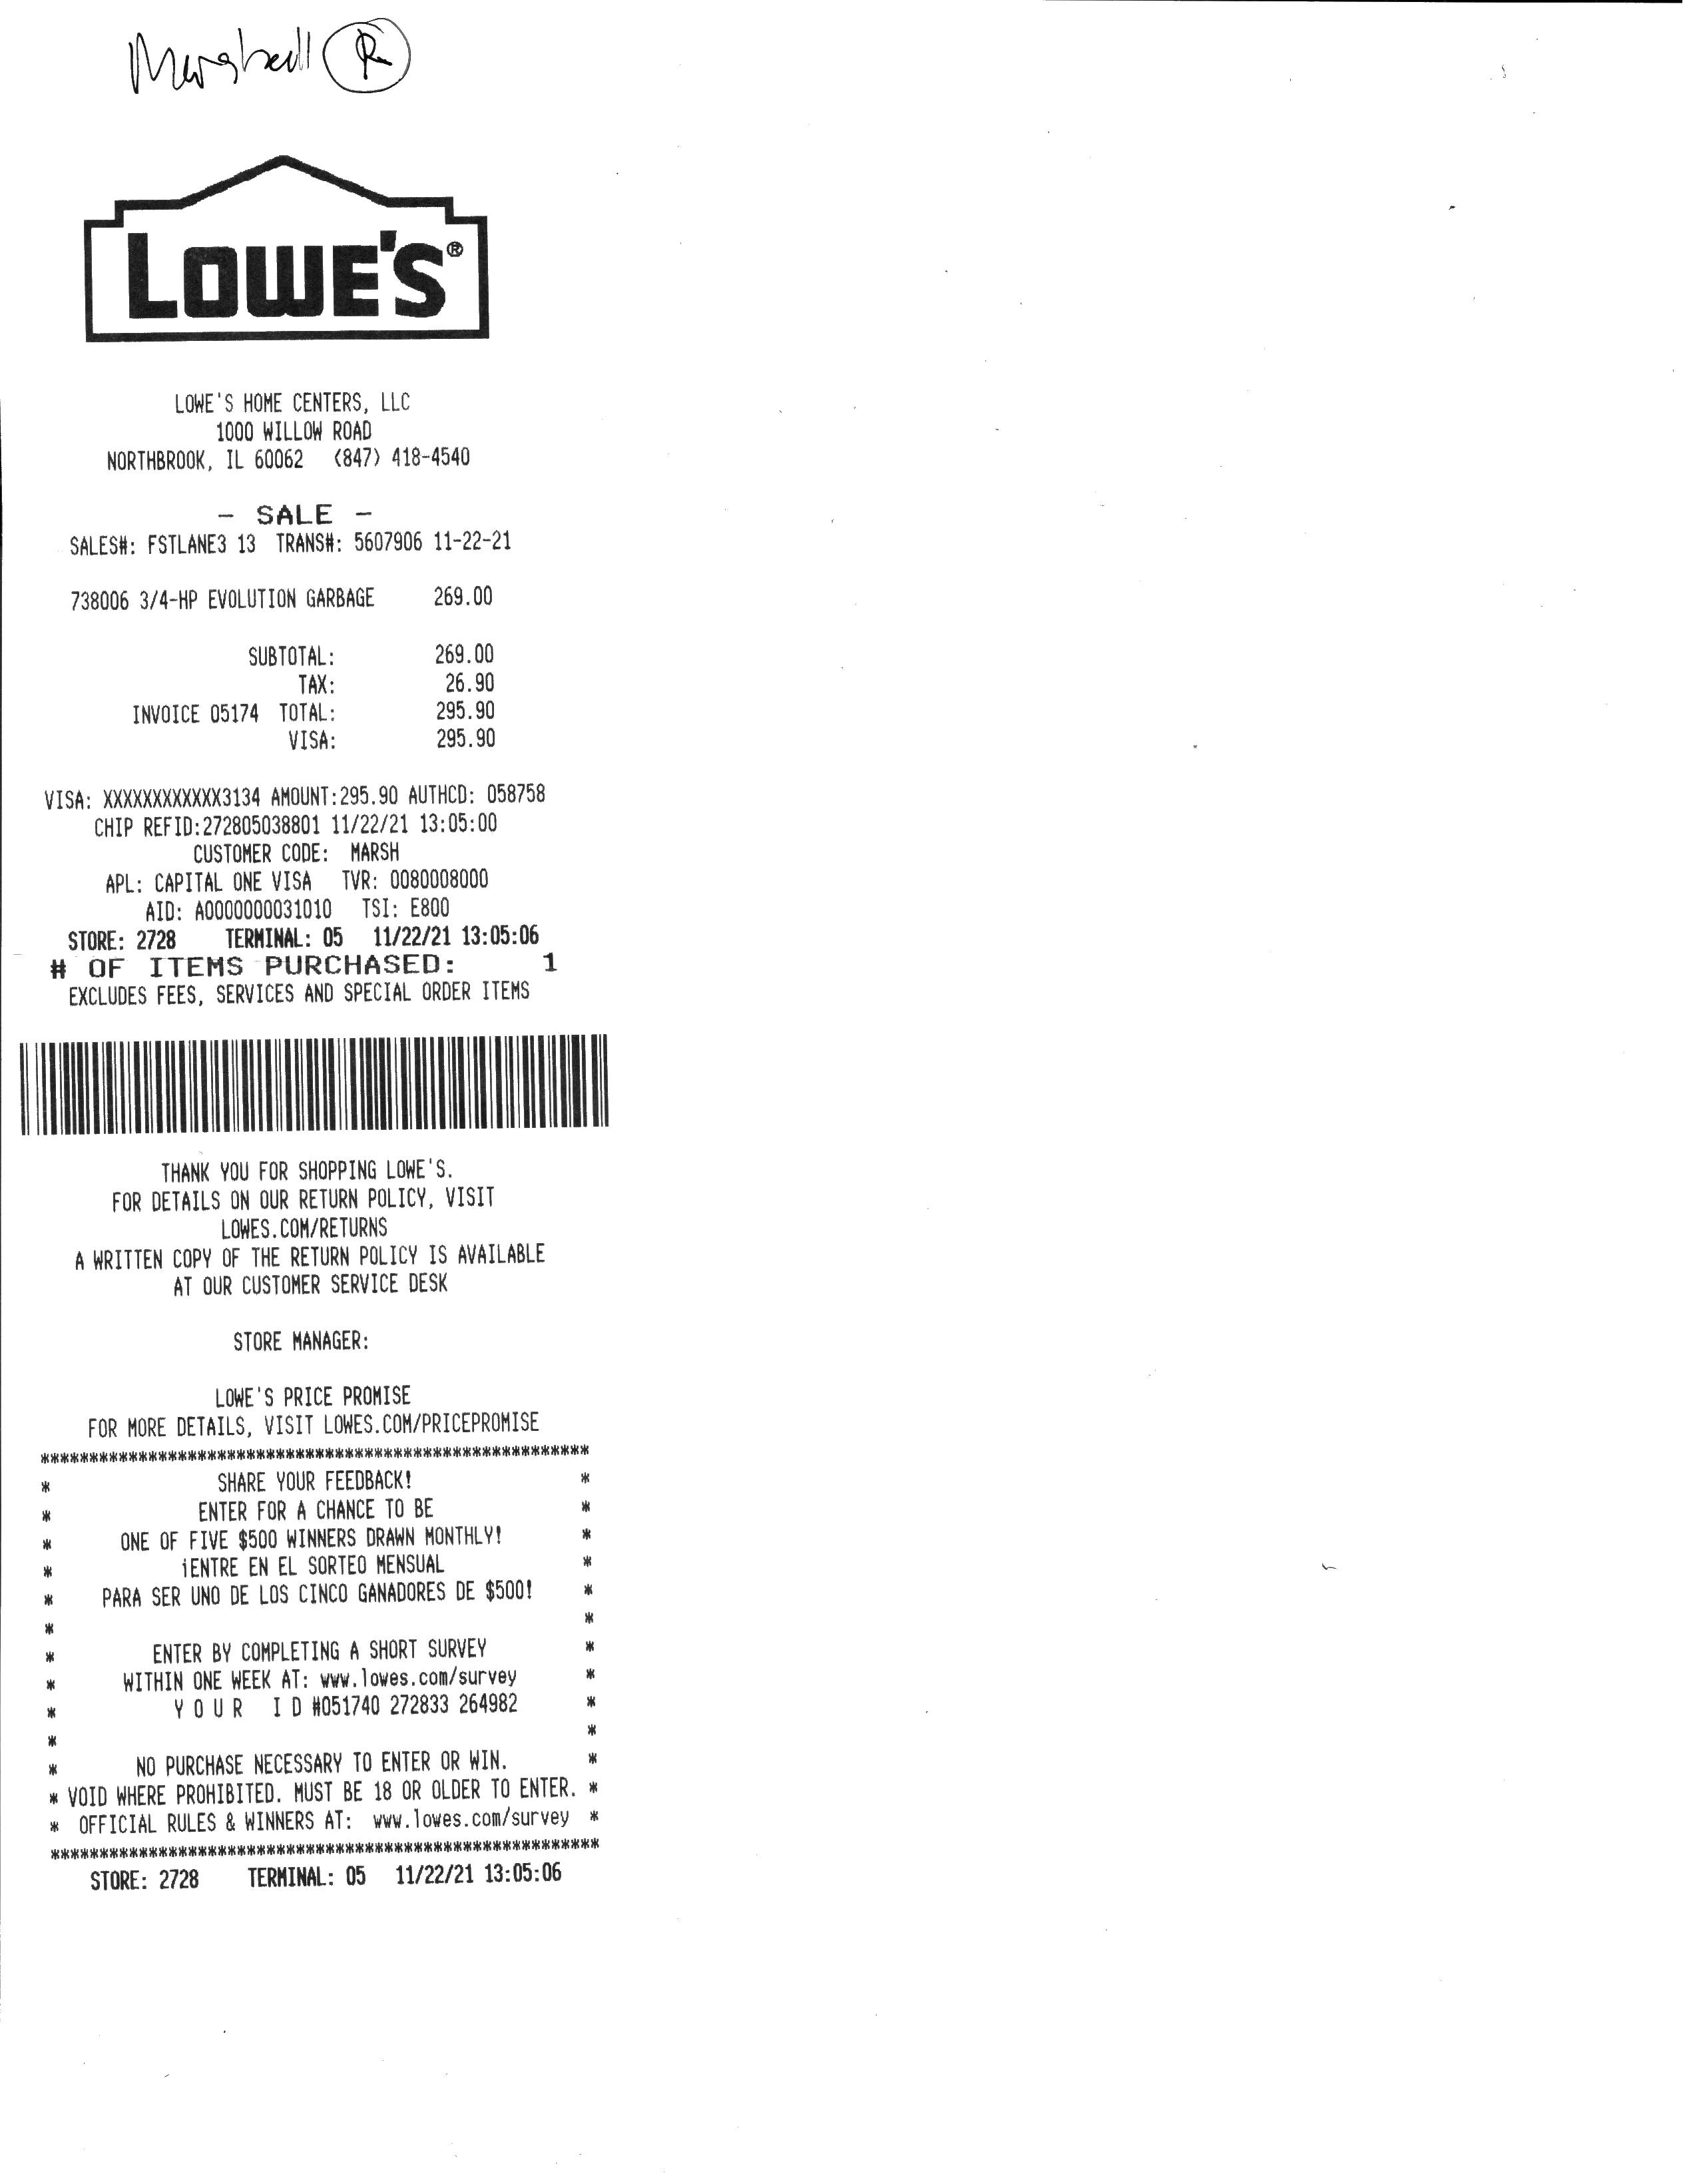 Marshall R
LOWE'S®
LOWE'S HOME CENTERS, LLC
1000 WILLOW ROAD
NORTHBROOK, IL 60062 (847) 418-4540
- SALE -
SALES#: FSTLANE3 13 TRANS#: 5607906 11-22-21
738006 3/4-HP EVOLUTION GARBAGE 269.00
SUBTOTAL: 269.00
TAX: 26.90
INVOICE 05174 TOTAL: 295.90
VISA: 295.90
VISA: XXXXXXXXXXXX3134 AMOUNT:295.90 AUTHCD: 058758
CHIP REFID:272805038801 11/22/21 13:05:00
CUSTOMER CODE: MARSH
APL: CAPITAL ONE VISA TVR: 0080008000
AID: A0000000031010 TSI: E800
STORE: 2728 TERMINAL: 05 11/22/21 13:05:06
# OF ITEMS PURCHASED: 1
EXCLUDES FEES, SERVICES AND SPECIAL ORDER ITEMS
THANK YOU FOR SHOPPING LOWE'S.
FOR DETAILS ON OUR RETURN POLICY, VISIT
LOWES.COM/RETURNS
A WRITTEN COPY OF THE RETURN POLICY IS AVAILABLE
AT OUR CUSTOMER SERVICE DESK
STORE MANAGER:
LOWE'S PRICE PROMISE
FOR MORE DETAILS, VISIT LOWES.COM/PRICEPROMISE
********************************************************
* SHARE YOUR FEEDBACK! *
* ENTER FOR A CHANCE TO BE *
* ONE OF FIVE $500 WINNERS DRAWN MONTHLY! *
* ¡ENTRE EN EL SORTEO MENSUAL *
* PARA SER UNO DE LOS CINCO GANADORES DE $500! *
* *
* ENTER BY COMPLETING A SHORT SURVEY *
* WITHIN ONE WEEK AT: www.lowes.com/survey *
* Y O U R I D #051740 272833 264982 *
* *
* NO PURCHASE NECESSARY TO ENTER OR WIN. *
* VOID WHERE PROHIBITED. MUST BE 18 OR OLDER TO ENTER. *
* OFFICIAL RULES & WINNERS AT: www.lowes.com/survey *
********************************************************
STORE: 2728 TERMINAL: 05 11/22/21 13:05:06